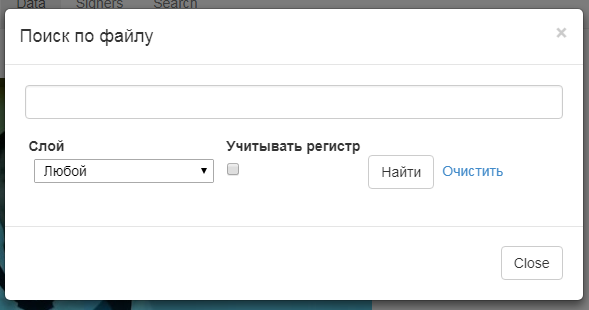 Data Signers Search
Поиск по файлу ×
Слой Учитывать регистр
Любой Найти Очистить
Close